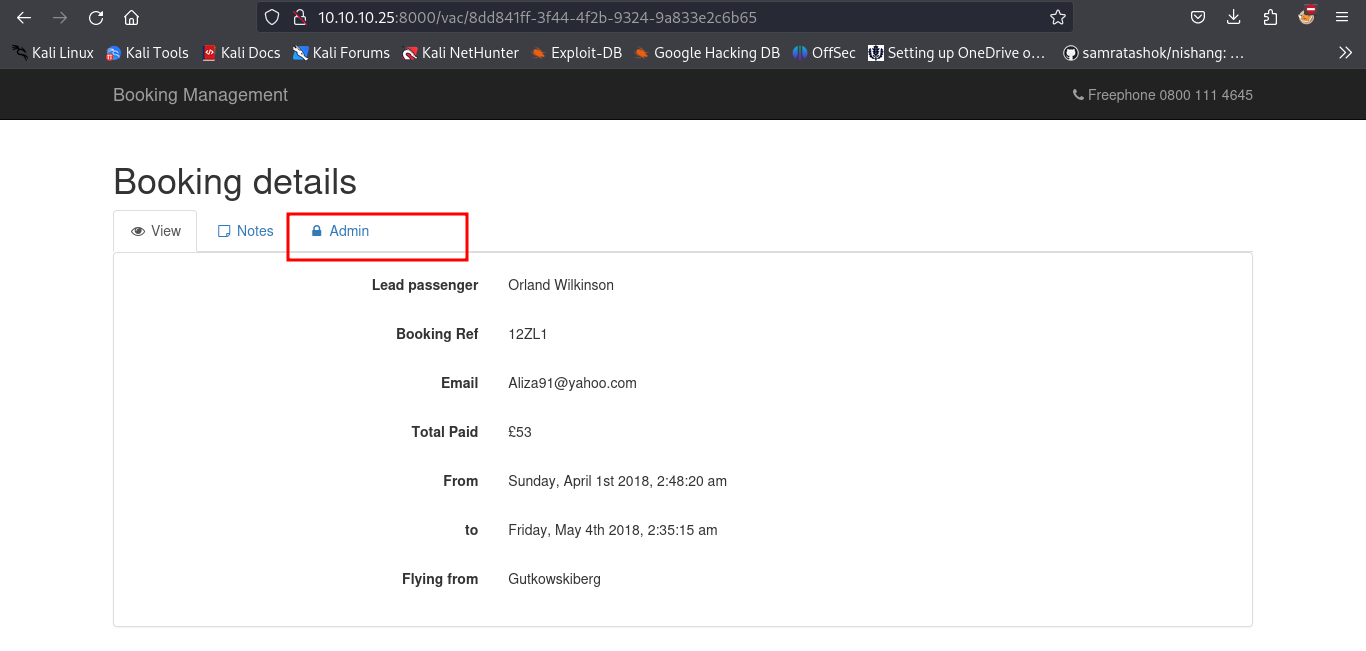 10.10.10.25:8000/vac/8dd841ff-3f44-4f2b-9324-9a833e2c6b65
Kali Linux Kali Tools Kali Docs Kali Forums Kali NetHunter Exploit-DB Google Hacking DB OffSec Setting up OneDrive o… samratashok/nishang: …
Booking Management Freephone 0800 111 4645
Booking details
View Notes Admin
Lead passenger Orland Wilkinson
Booking Ref 12ZL1
Email Aliza91@yahoo.com
Total Paid £53
From Sunday, April 1st 2018, 2:48:20 am
to Friday, May 4th 2018, 2:35:15 am
Flying from Gutkowskiberg